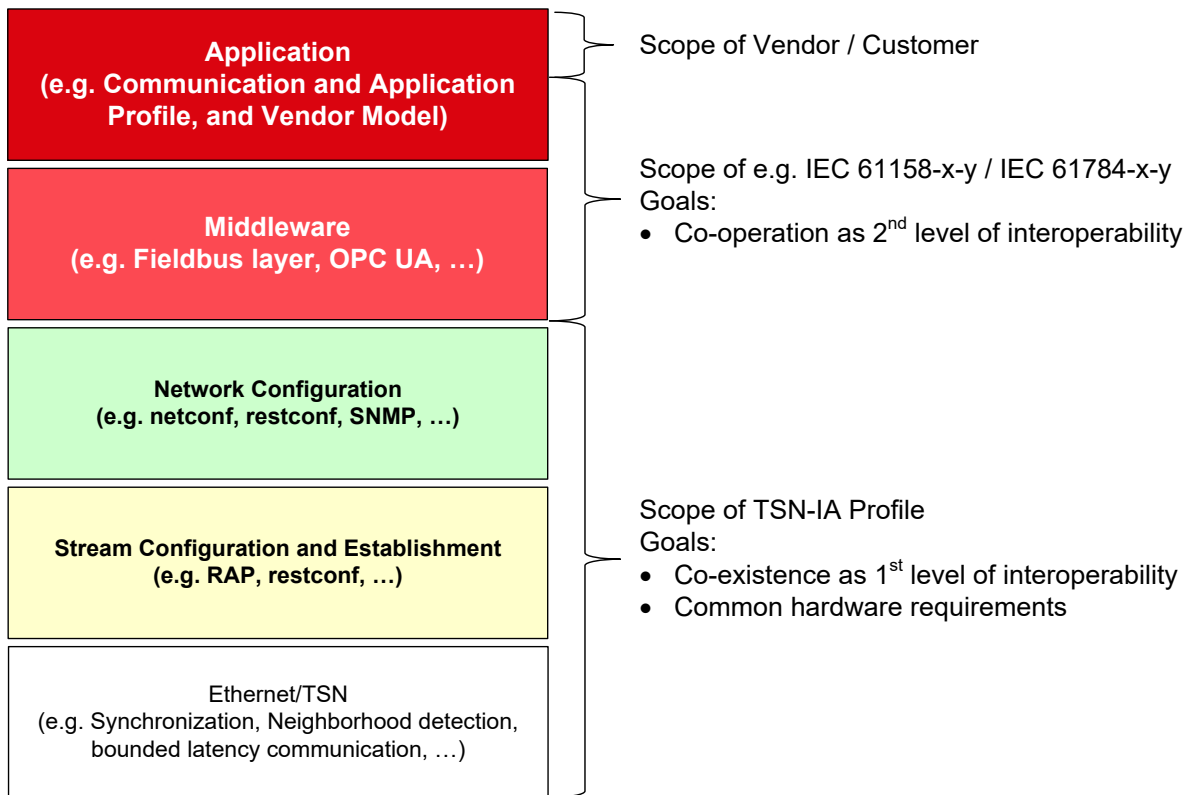 Application
(e.g. Communication and Application
Profile, and Vendor Model)
Scope of Vendor / Customer
Middleware
(e.g. Fieldbus layer, OPC UA, …)
Scope of e.g. IEC 61158-x-y / IEC 61784-x-y
Goals:
• Co-operation as 2nd level of interoperability
Network Configuration
(e.g. netconf, restconf, SNMP, …)
Stream Configuration and Establishment
(e.g. RAP, restconf, …)
Scope of TSN-IA Profile
Goals:
• Co-existence as 1st level of interoperability
• Common hardware requirements
Ethernet/TSN
(e.g. Synchronization, Neighborhood detection,
bounded latency communication, …)